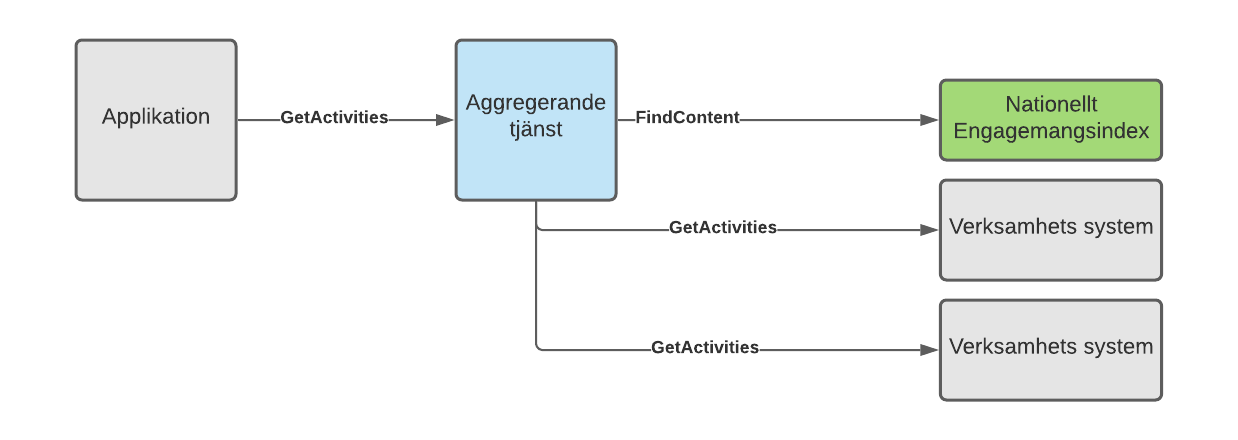 Applikation
GetActivities
Aggregerande
tjänst
FindContent
Nationellt
Engagemangsindex
GetActivities
Verksamhets system
GetActivities
Verksamhets system